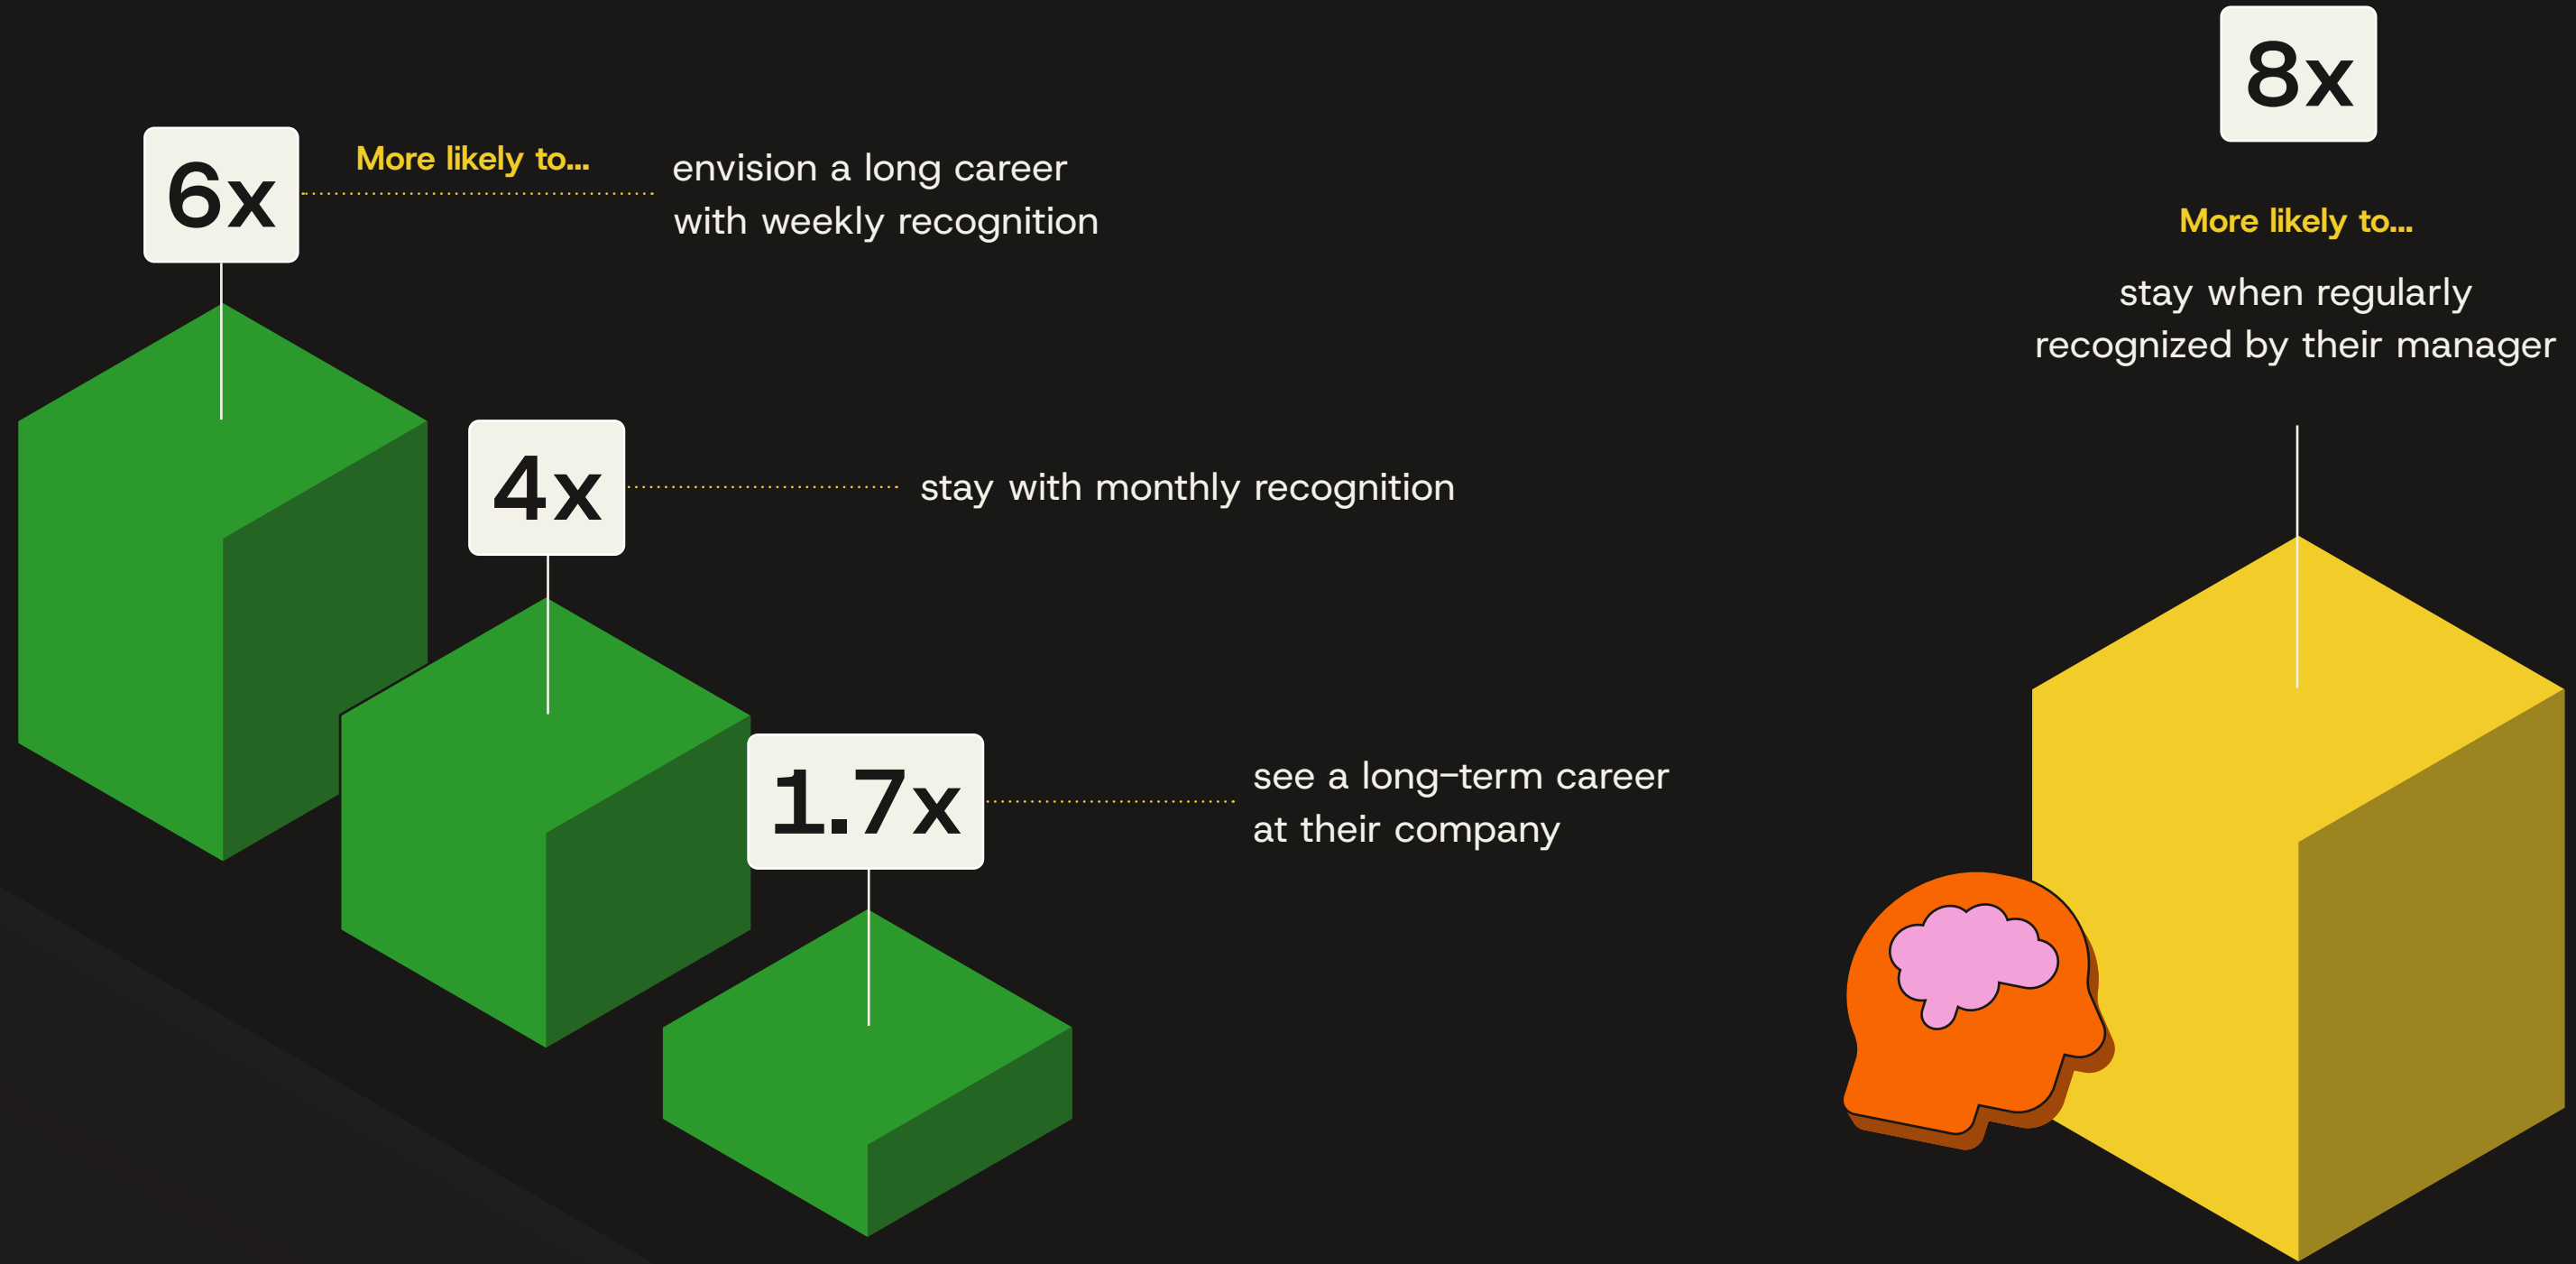 6x
More likely to...
envision a long career
with weekly recognition
4x
stay with monthly recognition
1.7x
see a long-term career
at their company
8x
More likely to...
stay when regularly
recognized by their manager